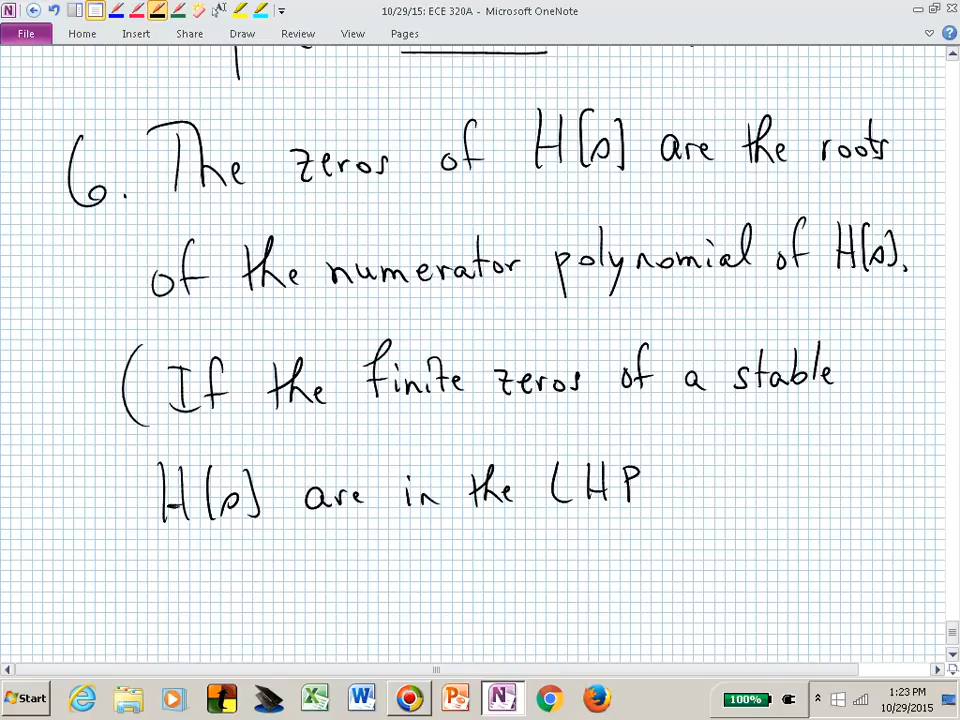 10/29/15: ECE 320A - Microsoft OneNote
File Home Insert Share Draw Review View Pages
6. The zeros of H[s] are the roots
of the numerator polynomial of H[s].
(If the finite zeros of a stable
H[s] are in the LHP
Start
100%
1:23 PM
10/29/2015